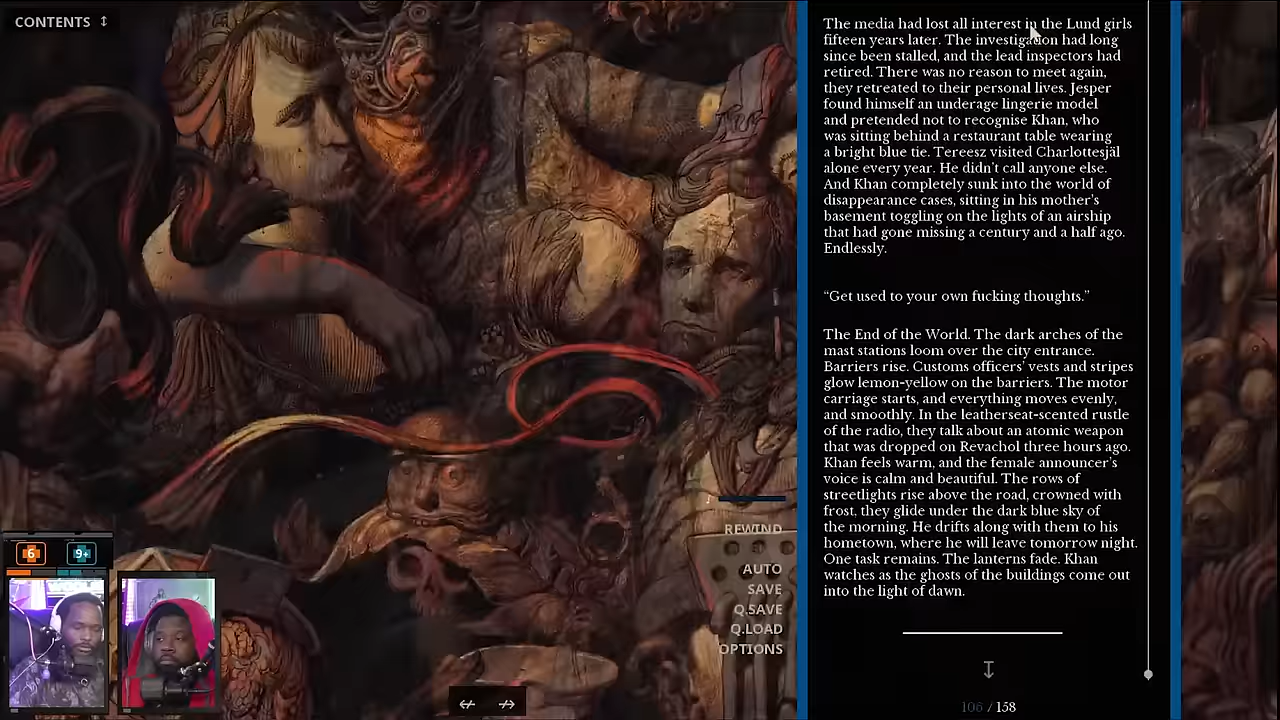 CONTENTS
The media had lost all interest in the Lund girls
fifteen years later. The investigation had long
since been stalled, and the lead inspectors had
retired. There was no reason to meet again,
they retreated to their personal lives. Jesper
found himself an underage lingerie model
and pretended not to recognise Khan, who
was sitting behind a restaurant table wearing
a bright blue tie. Tereesz visited Charlottesjäl
alone every year. He didn't call anyone else.
And Khan completely sunk into the world of
disappearance cases, sitting in his mother's
basement toggling on the lights of an airship
that had gone missing a century and a half ago.
Endlessly.
“Get used to your own fucking thoughts.”
The End of the World. The dark arches of the
mast stations loom over the city entrance.
Barriers rise. Customs officers’ vests and stripes
glow lemon-yellow on the barriers. The motor
carriage starts, and everything moves evenly,
and smoothly. In the leatherseat-scented rustle
of the radio, they talk about an atomic weapon
that was dropped on Revachol three hours ago.
Khan feels warm, and the female announcer’s
voice is calm and beautiful. The rows of
streetlights rise above the road, crowned with
frost, they glide under the dark blue sky of
the morning. He drifts along with them to his
hometown, where he will leave tomorrow night.
One task remains. The lanterns fade. Khan
watches as the ghosts of the buildings come out
into the light of dawn.
REWIND
AUTO
SAVE
Q.SAVE
Q.LOAD
OPTIONS
6
9+
106 / 158